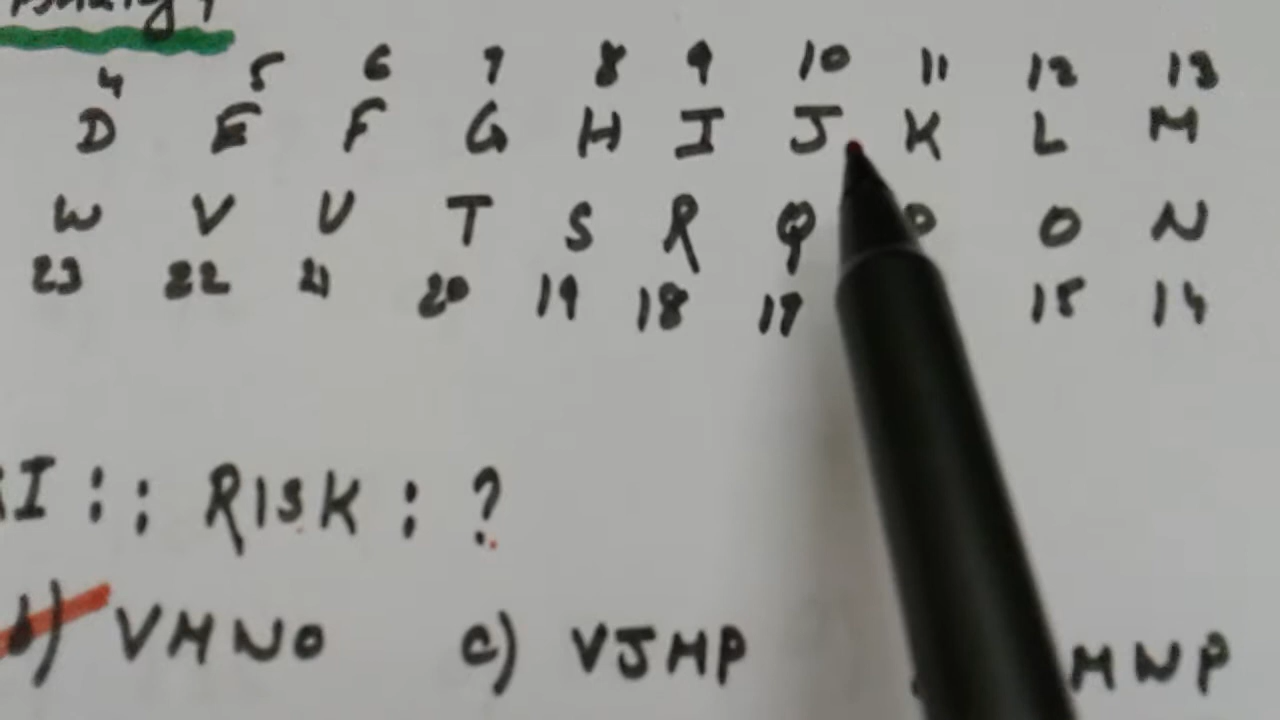 4 5 6 7 8 9 10 11 12 13
D E F G H I J K L M
W V U T S R Q P O N
23 22 21 20 19 18 17 15 14
I :: RISK : ?
b) VMNO c) VJMP MNP